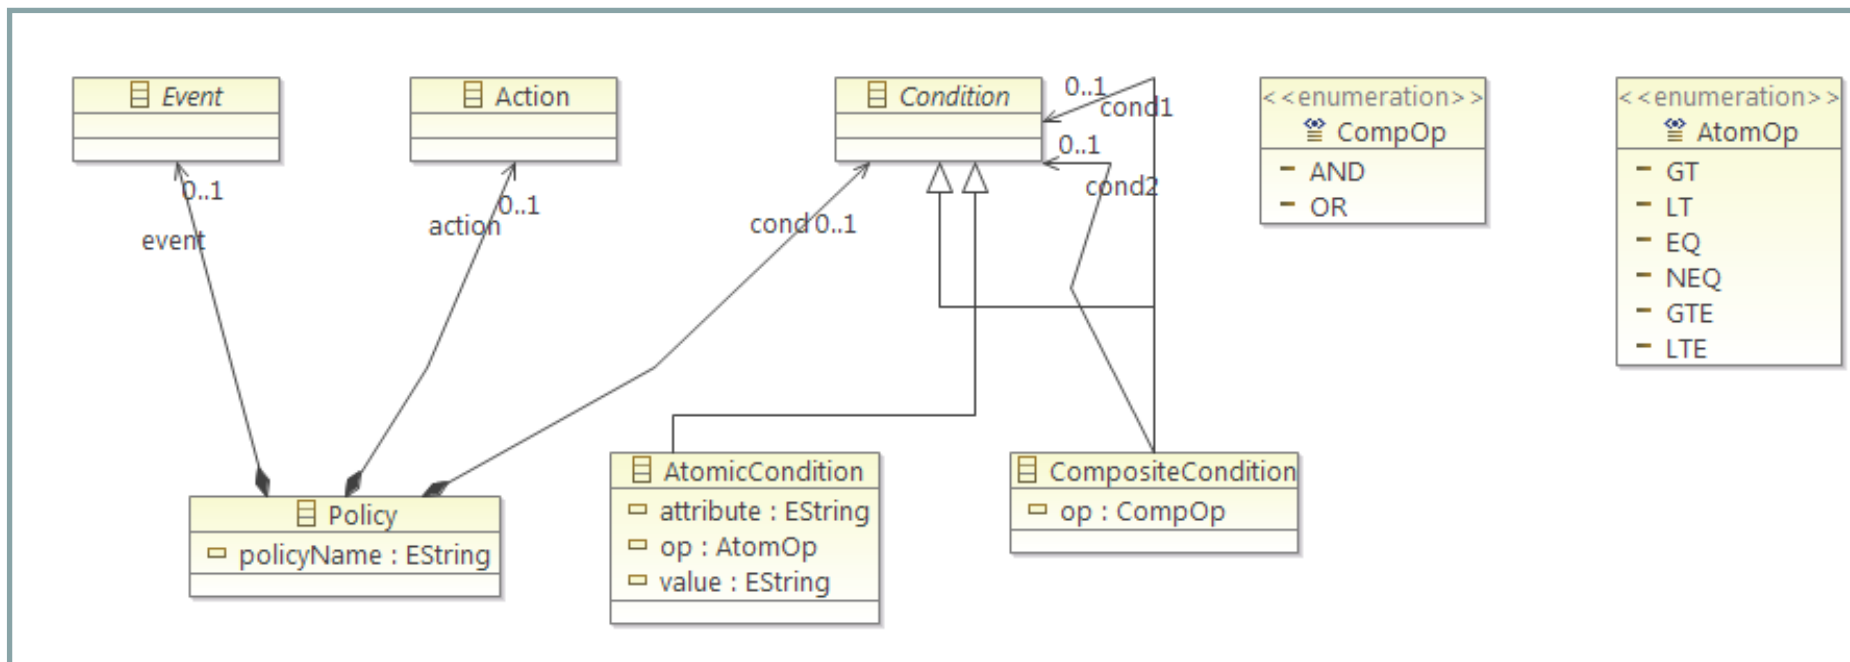 Event
Action
Condition
0..1
cond1
0..1
cond2
<<enumeration>>
CompOp
AND
OR
<<enumeration>>
AtomOp
GT
LT
EQ
NEQ
GTE
LTE
0..1
event
0..1
action
cond 0..1
Policy
policyName : EString
AtomicCondition
attribute : EString
op : AtomOp
value : EString
CompositeCondition
op : CompOp